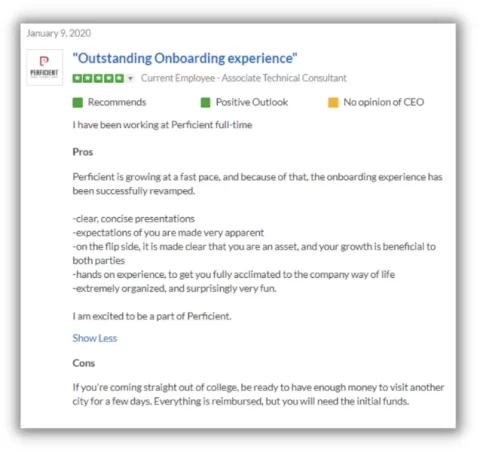 January 9, 2020
"Outstanding Onboarding experience"
PERFICIENT
Current Employee - Associate Technical Consultant
Recommends
Positive Outlook
No opinion of CEO
I have been working at Perficient full-time
Pros
Perficient is growing at a fast pace, and because of that, the onboarding experience has
been successfully revamped.
-clear, concise presentations
-expectations of you are made very apparent
-on the flip side, it is made clear that you are an asset, and your growth is beneficial to
both parties
-hands on experience, to get you fully acclimated to the company way of life
-extremely organized, and surprisingly very fun.
I am excited to be a part of Perficient.
Show Less
Cons
If you're coming straight out of college, be ready to have enough money to visit another
city for a few days. Everything is reimbursed, but you will need the initial funds.